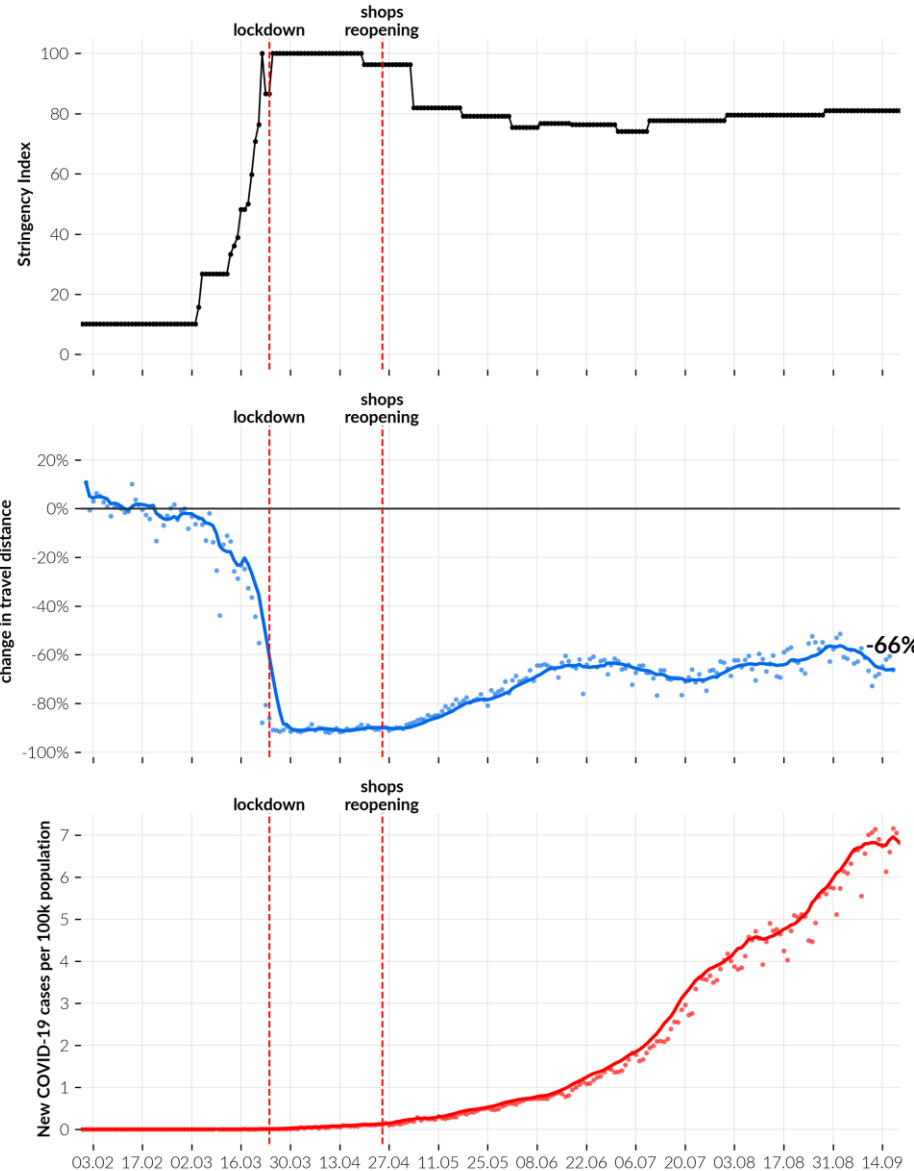 shops
lockdown
reopening
100
80
60
40
20
0
Stringency Index
shops
lockdown
reopening
20%
0%
-20%
-40%
-60%
-80%
-100%
change in travel distance
-66%
shops
lockdown
reopening
7
6
5
4
3
2
1
0
New COVID-19 cases per 100k population
03.02 17.02 02.03 16.03 30.03 13.04 27.04 11.05 25.05 08.06 22.06 06.07 20.07 03.08 17.08 31.08 14.09